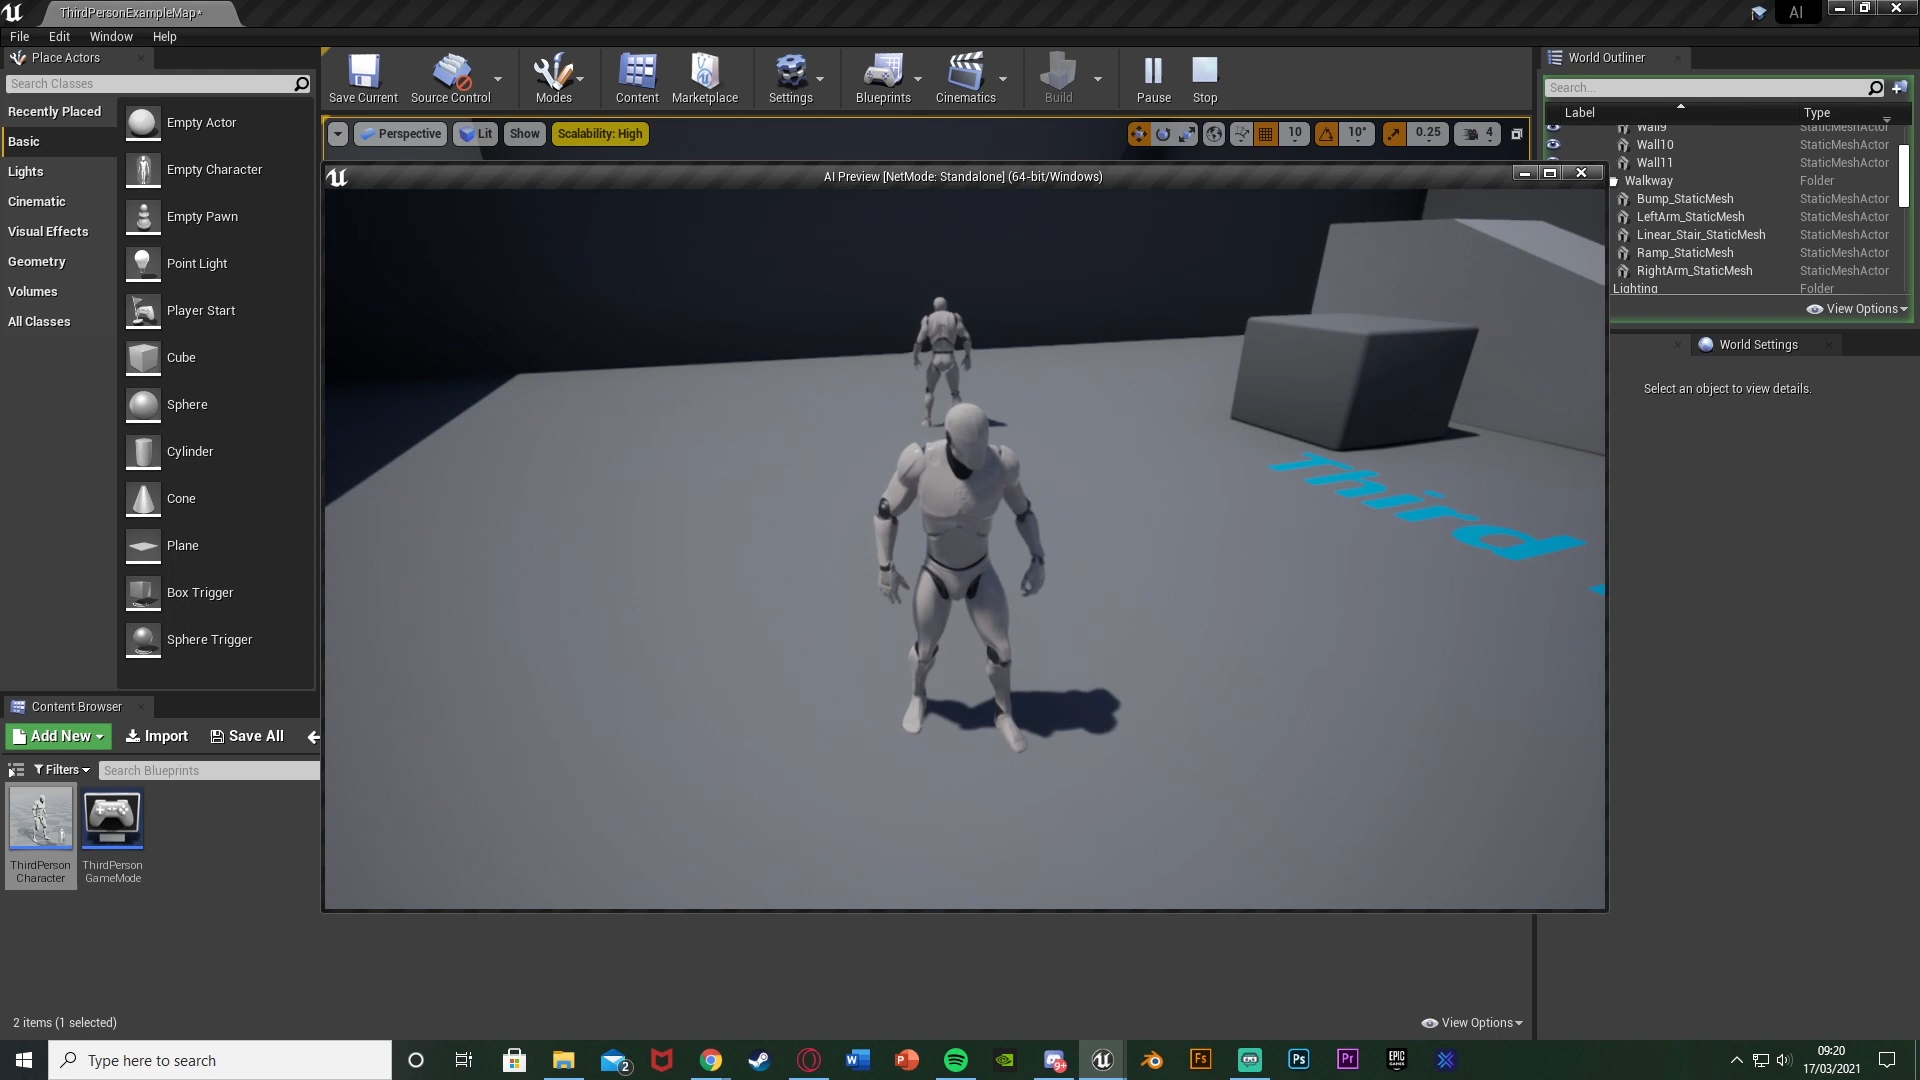 ThirdPersonExampleMap*
AI
File Edit Window Help
Place Actors
Search Classes
Recently Placed
Basic
Lights
Cinematic
Visual Effects
Geometry
Volumes
All Classes
Empty Actor
Empty Character
Empty Pawn
Point Light
Player Start
Cube
Sphere
Cylinder
Cone
Plane
Box Trigger
Sphere Trigger
Save Current
Source Control
Modes
Content
Marketplace
Settings
Blueprints
Cinematics
Build
Pause
Stop
Perspective
Lit
Show
Scalability: High
10
10°
0.25
4
AI Preview [NetMode: Standalone] (64-bit/Windows)
Third
World Outliner
Search...
Label Type
Wall9 StaticMeshActor
Wall10 StaticMeshActor
Wall11 StaticMeshActor
Walkway Folder
Bump_StaticMesh StaticMeshActor
LeftArm_StaticMesh StaticMeshActor
Linear_Stair_StaticMesh StaticMeshActor
Ramp_StaticMesh StaticMeshActor
RightArm_StaticMesh StaticMeshActor
Lighting Folder
View Options
World Settings
Select an object to view details.
Content Browser
Add New Import Save All
Filters Search Blueprints
ThirdPerson
Character
ThirdPerson
GameMode
2 items (1 selected)
View Options
Type here to search
2
W
P
9+
Fs
Ps
Pr
EPIC
GAMES
09:20
17/03/2021